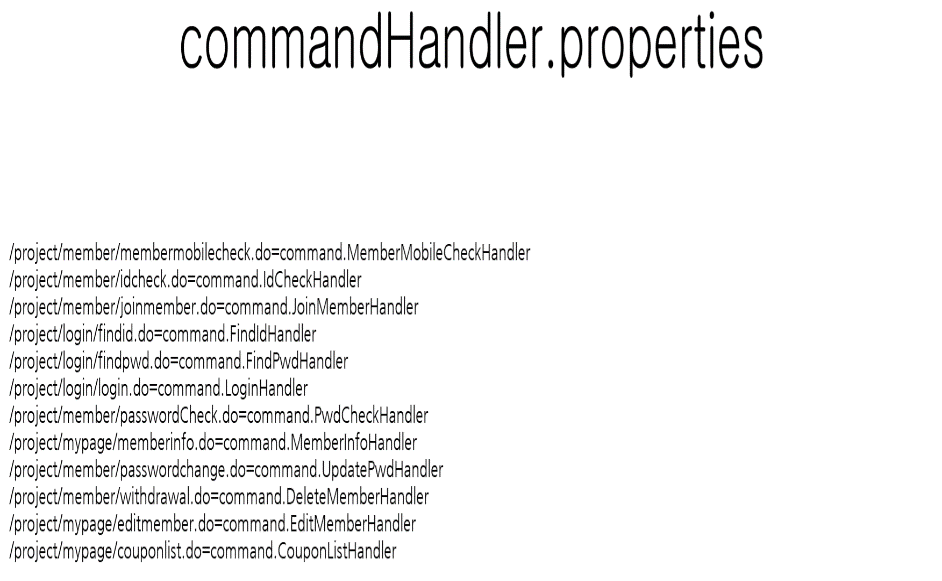 commandHandler.properties
/project/member/membermobilecheck.do=command.MemberMobileCheckHandler
/project/member/idcheck.do=command.IdCheckHandler
/project/member/joinmember.do=command.JoinMemberHandler
/project/login/findid.do=command.FindIdHandler
/project/login/findpwd.do=command.FindPwdHandler
/project/login/login.do=command.LoginHandler
/project/member/passwordCheck.do=command.PwdCheckHandler
/project/mypage/memberinfo.do=command.MemberInfoHandler
/project/member/passwordchange.do=command.UpdatePwdHandler
/project/member/withdrawal.do=command.DeleteMemberHandler
/project/mypage/editmember.do=command.EditMemberHandler
/project/mypage/couponlist.do=command.CouponListHandler